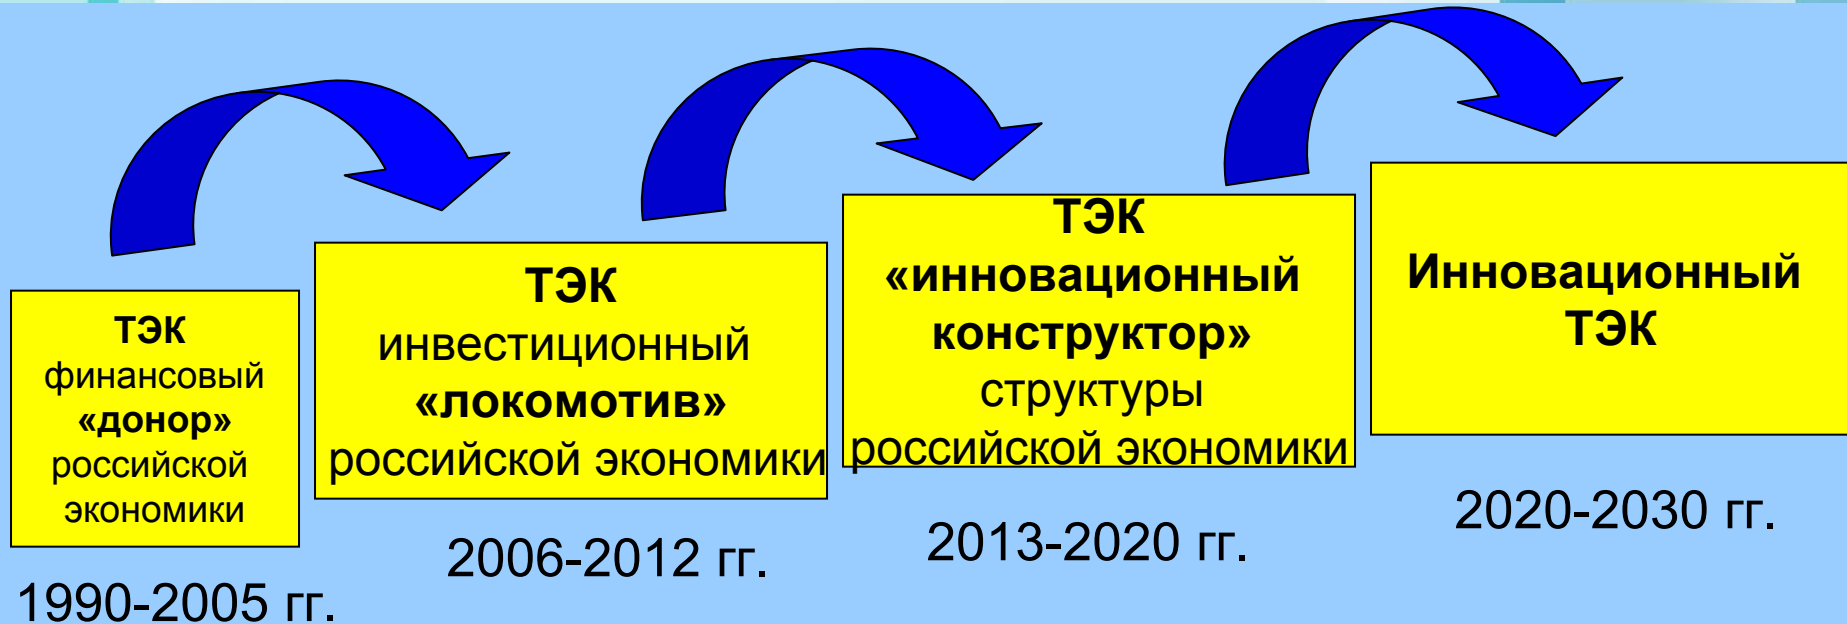 ТЭК
финансовый
«донор»
российской
экономики
1990-2005 гг.
ТЭК
инвестиционный
«локомотив»
российской экономики
2006-2012 гг.
ТЭК
«инновационный
конструктор»
структуры
российской экономики
2013-2020 гг.
Инновационный
ТЭК
2020-2030 гг.